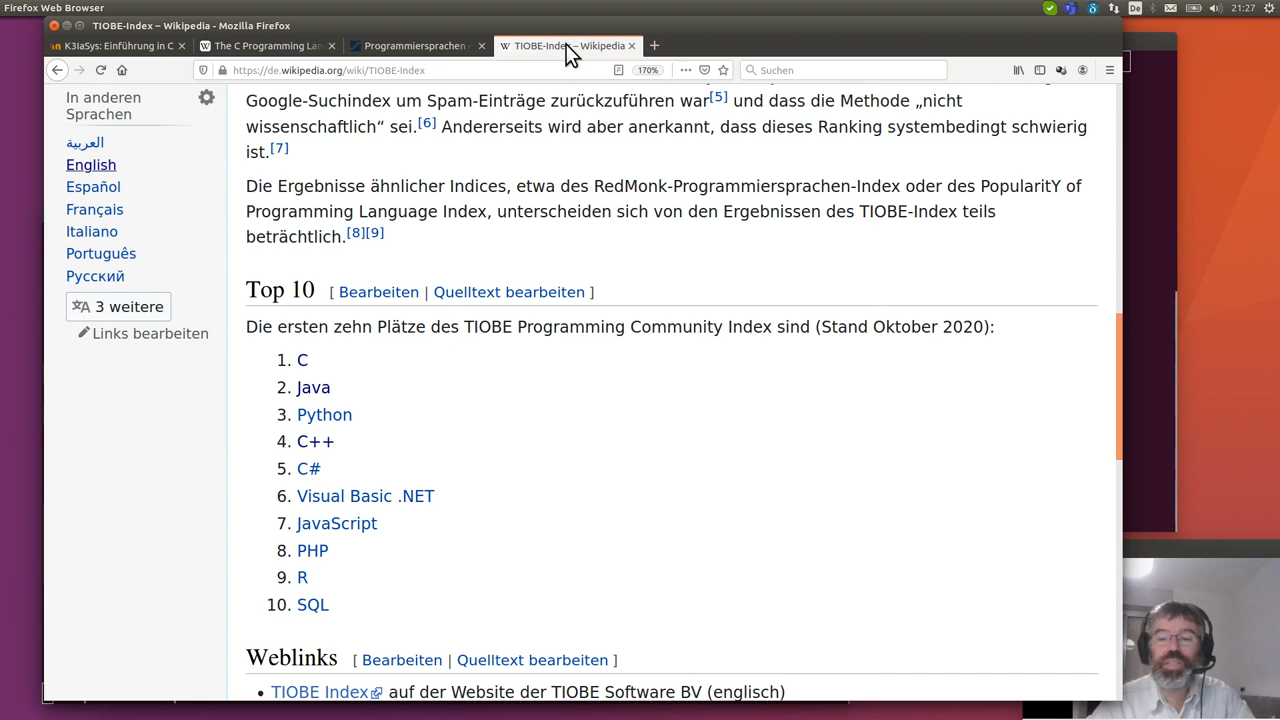 Firefox Web Browser
De
21:27
TIOBE-Index – Wikipedia - Mozilla Firefox
K3IaSys: Einführung in C
The C Programming Lan
Programmiersprachen
TIOBE-Index – Wikipedia
https://de.wikipedia.org/wiki/TIOBE-Index
170%
Suchen
In anderen
Sprachen
العربية
English
Español
Français
Italiano
Português
Русский
3 weitere
Links bearbeiten
Google-Suchindex um Spam-Einträge zurückzuführen war[5] und dass die Methode „nicht
wissenschaftlich“ sei.[6] Andererseits wird aber anerkannt, dass dieses Ranking systembedingt schwierig
ist.[7]
Die Ergebnisse ähnlicher Indices, etwa des RedMonk-Programmiersprachen-Index oder des PopularitY of
Programming Language Index, unterscheiden sich von den Ergebnissen des TIOBE-Index teils
beträchtlich.[8][9]
Top 10 [ Bearbeiten | Quelltext bearbeiten ]
Die ersten zehn Plätze des TIOBE Programming Community Index sind (Stand Oktober 2020):
1. C
2. Java
3. Python
4. C++
5. C#
6. Visual Basic .NET
7. JavaScript
8. PHP
9. R
10. SQL
Weblinks [ Bearbeiten | Quelltext bearbeiten ]
• TIOBE Index auf der Website der TIOBE Software BV (englisch)